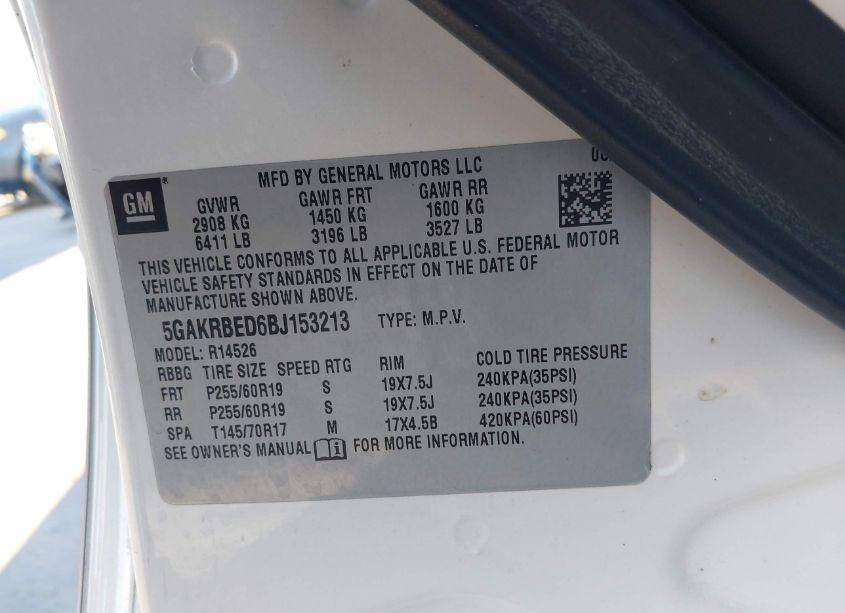 GM
MFD BY GENERAL MOTORS LLC
GVWR GAWR FRT GAWR RR
2908 KG 1450 KG 1600 KG
6411 LB 3196 LB 3527 LB
THIS VEHICLE CONFORMS TO ALL APPLICABLE U.S. FEDERAL MOTOR
VEHICLE SAFETY STANDARDS IN EFFECT ON THE DATE OF
MANUFACTURE SHOWN ABOVE.
5GAKRBED6BJ153213 TYPE: M.P.V.
MODEL: R14526
RBBG TIRE SIZE SPEED RTG RIM COLD TIRE PRESSURE
FRT P255/60R19 S 19X7.5J 240KPA(35PSI)
RR P255/60R19 S 19X7.5J 240KPA(35PSI)
SPA T145/70R17 M 17X4.5B 420KPA(60PSI)
SEE OWNER'S MANUAL FOR MORE INFORMATION.